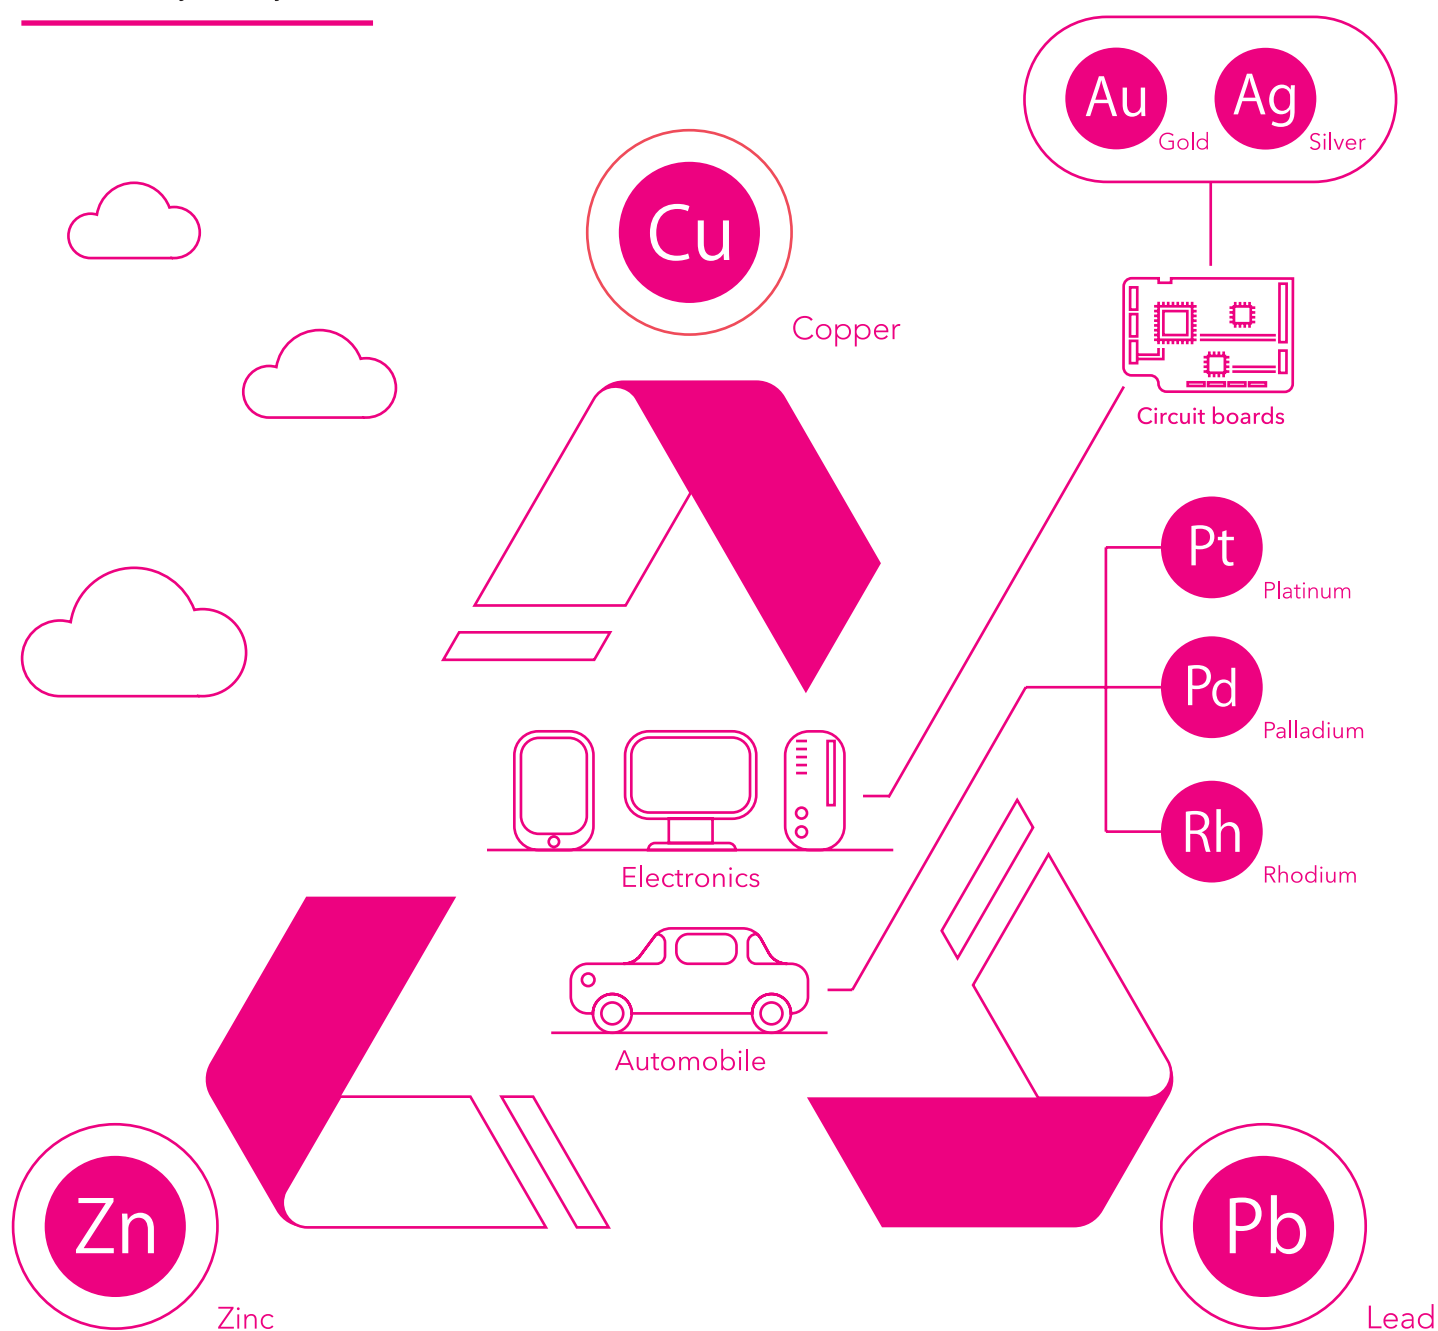 Au
Gold
Ag
Silver
Cu
Copper
Circuit boards
Pt
Platinum
Pd
Palladium
Rh
Rhodium
Electronics
Automobile
Zn
Zinc
Pb
Lead